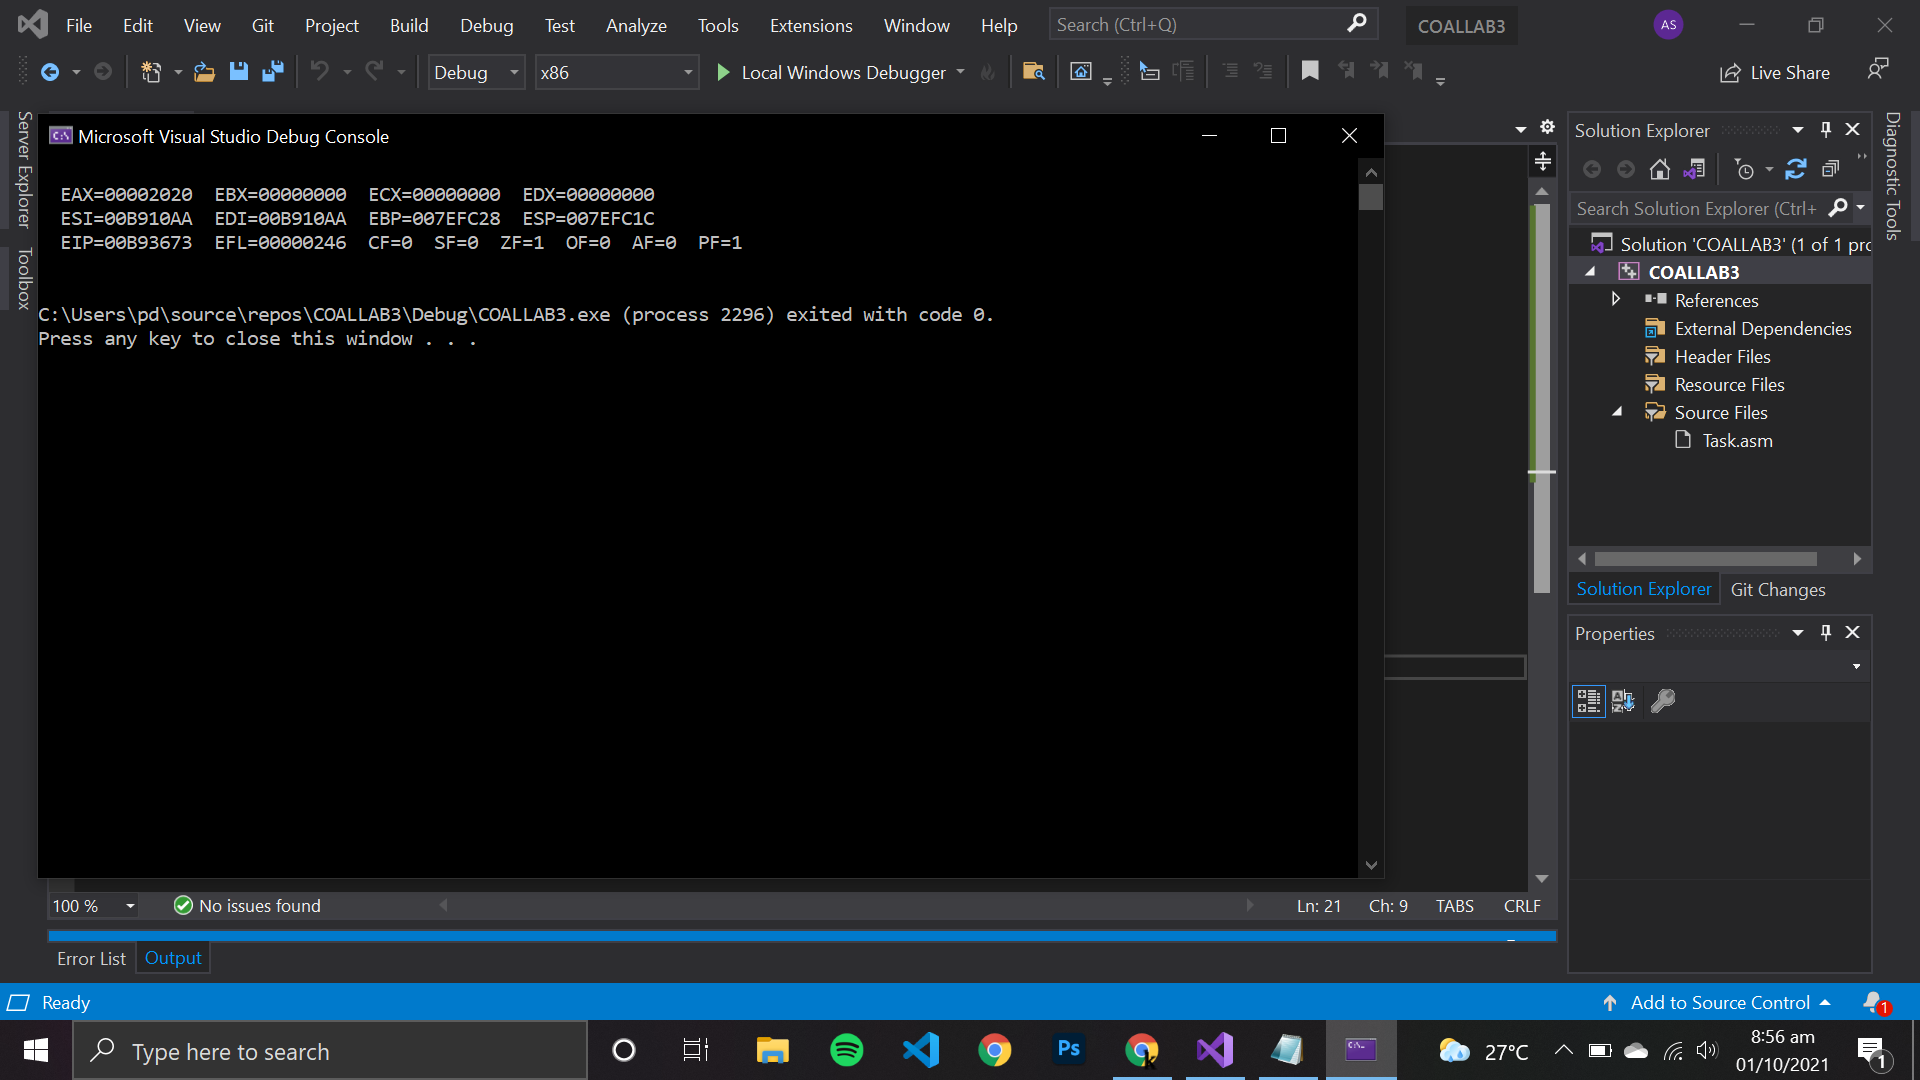 File Edit View Git Project Build Debug Test Analyze Tools Extensions Window Help Search (Ctrl+Q) COALLAB3 AS
Debug x86 Local Windows Debugger Live Share
Server Explorer
Toolbox
Microsoft Visual Studio Debug Console
EAX=00002020 EBX=00000000 ECX=00000000 EDX=00000000
ESI=00B910AA EDI=00B910AA EBP=007EFC28 ESP=007EFC1C
EIP=00B93673 EFL=00000246 CF=0 SF=0 ZF=1 OF=0 AF=0 PF=1
C:\Users\pd\source\repos\COALLAB3\Debug\COALLAB3.exe (process 2296) exited with code 0.
Press any key to close this window . . .
Solution Explorer
Search Solution Explorer (Ctrl+
Solution 'COALLAB3' (1 of 1 prc
COALLAB3
References
External Dependencies
Header Files
Resource Files
Source Files
Task.asm
Solution Explorer Git Changes
Properties
Diagnostic Tools
100 % No issues found Ln: 21 Ch: 9 TABS CRLF
Error List Output
Ready Add to Source Control 1
Type here to search Ps 27°C 8:56 am
01/10/2021 1